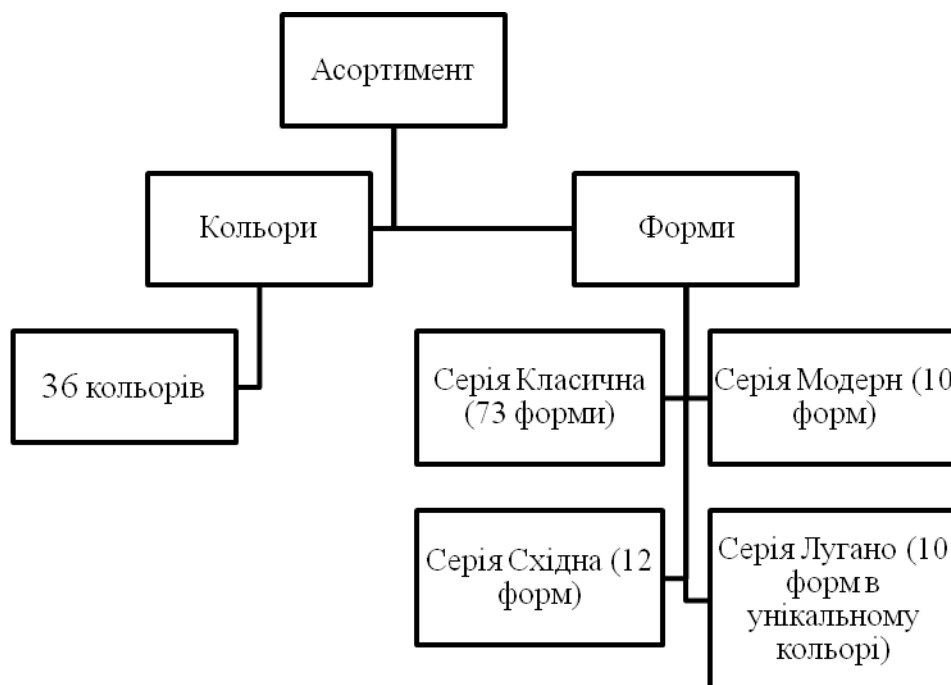 Асортимент
Кольори
Форми
36 кольорів
Серія Класична
(73 форми)
Серія Модерн (10
форм)
Серія Східна (12
форм)
Серія Лугано (10
форм в
унікальному
кольорі)